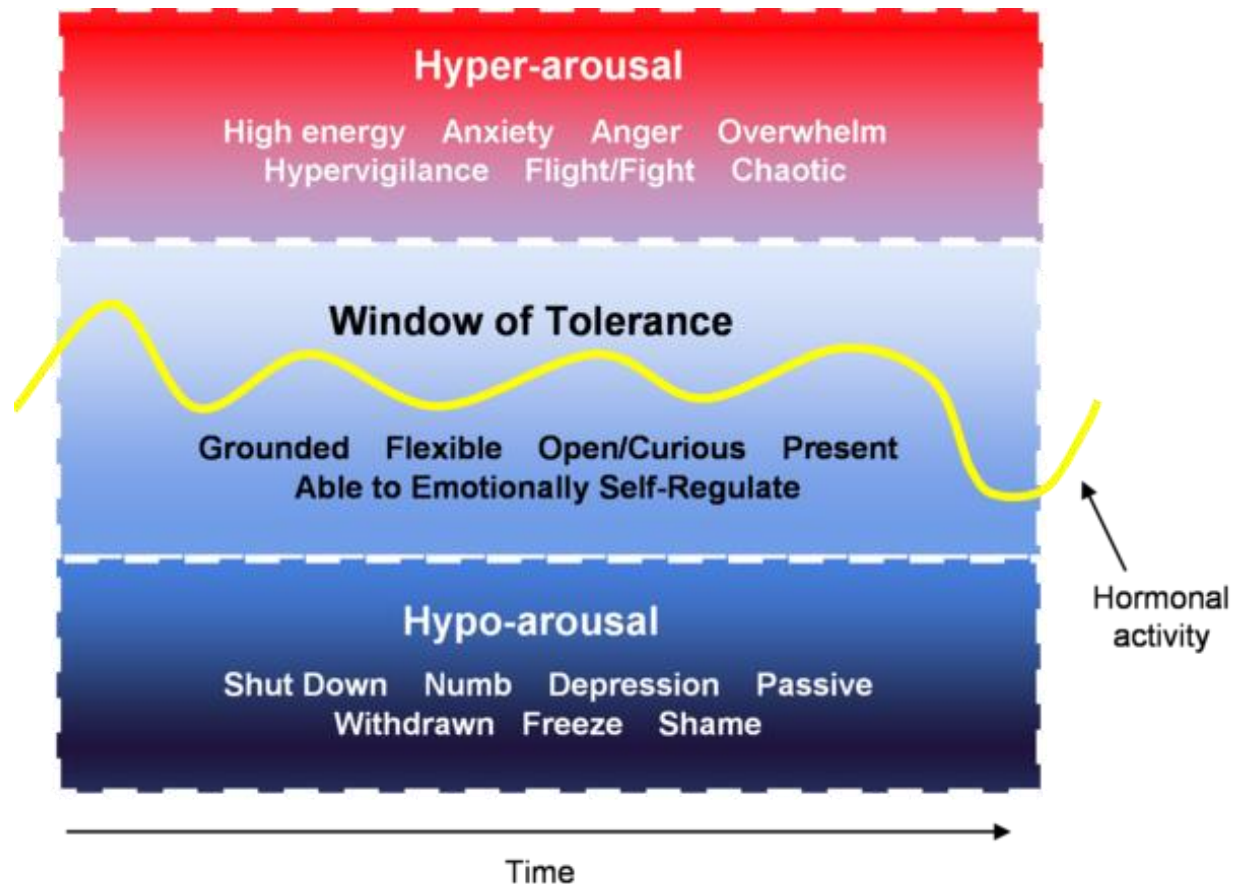 Hyper-arousal
High energy Anxiety Anger Overwhelm
Hypervigilance Flight/Fight Chaotic
Window of Tolerance
Grounded Flexible Open/Curious Present
Able to Emotionally Self-Regulate
Hypo-arousal
Shut Down Numb Depression Passive
Withdrawn Freeze Shame
Hormonal
activity
Time